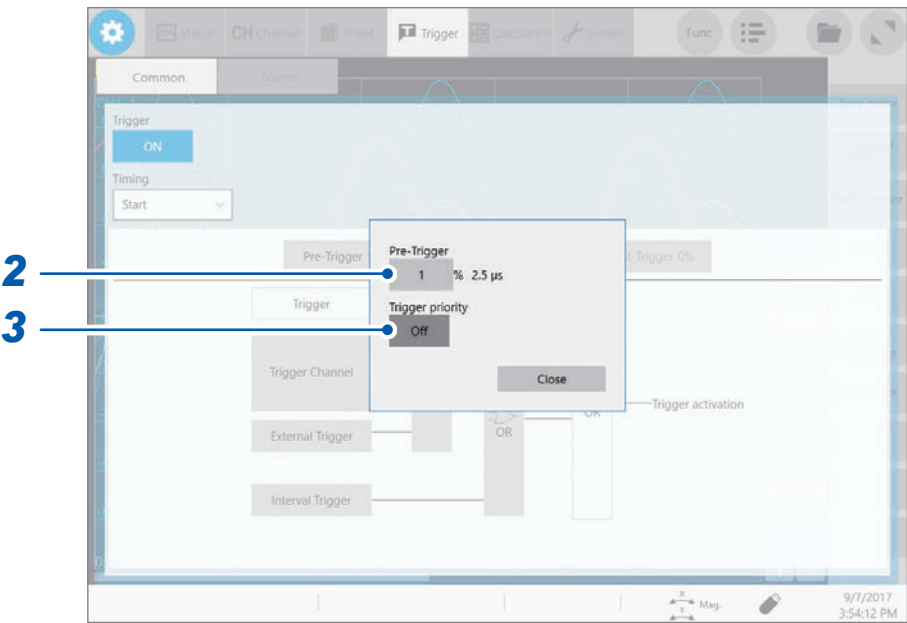 Status CH Channel Sheet Trigger Calculation System Func
Common Source
Trigger
ON
Timing
Start
Pre-Trigger
Pre-Trigger
t-Trigger 0%
2
1 % 2.5 µs
Trigger
Trigger priority
3
Off
Trigger Channel
Close
Trigger activation
OR
External Trigger
OR
Interval Trigger
X
Y
Mag.
9/7/2017
3:54:12 PM